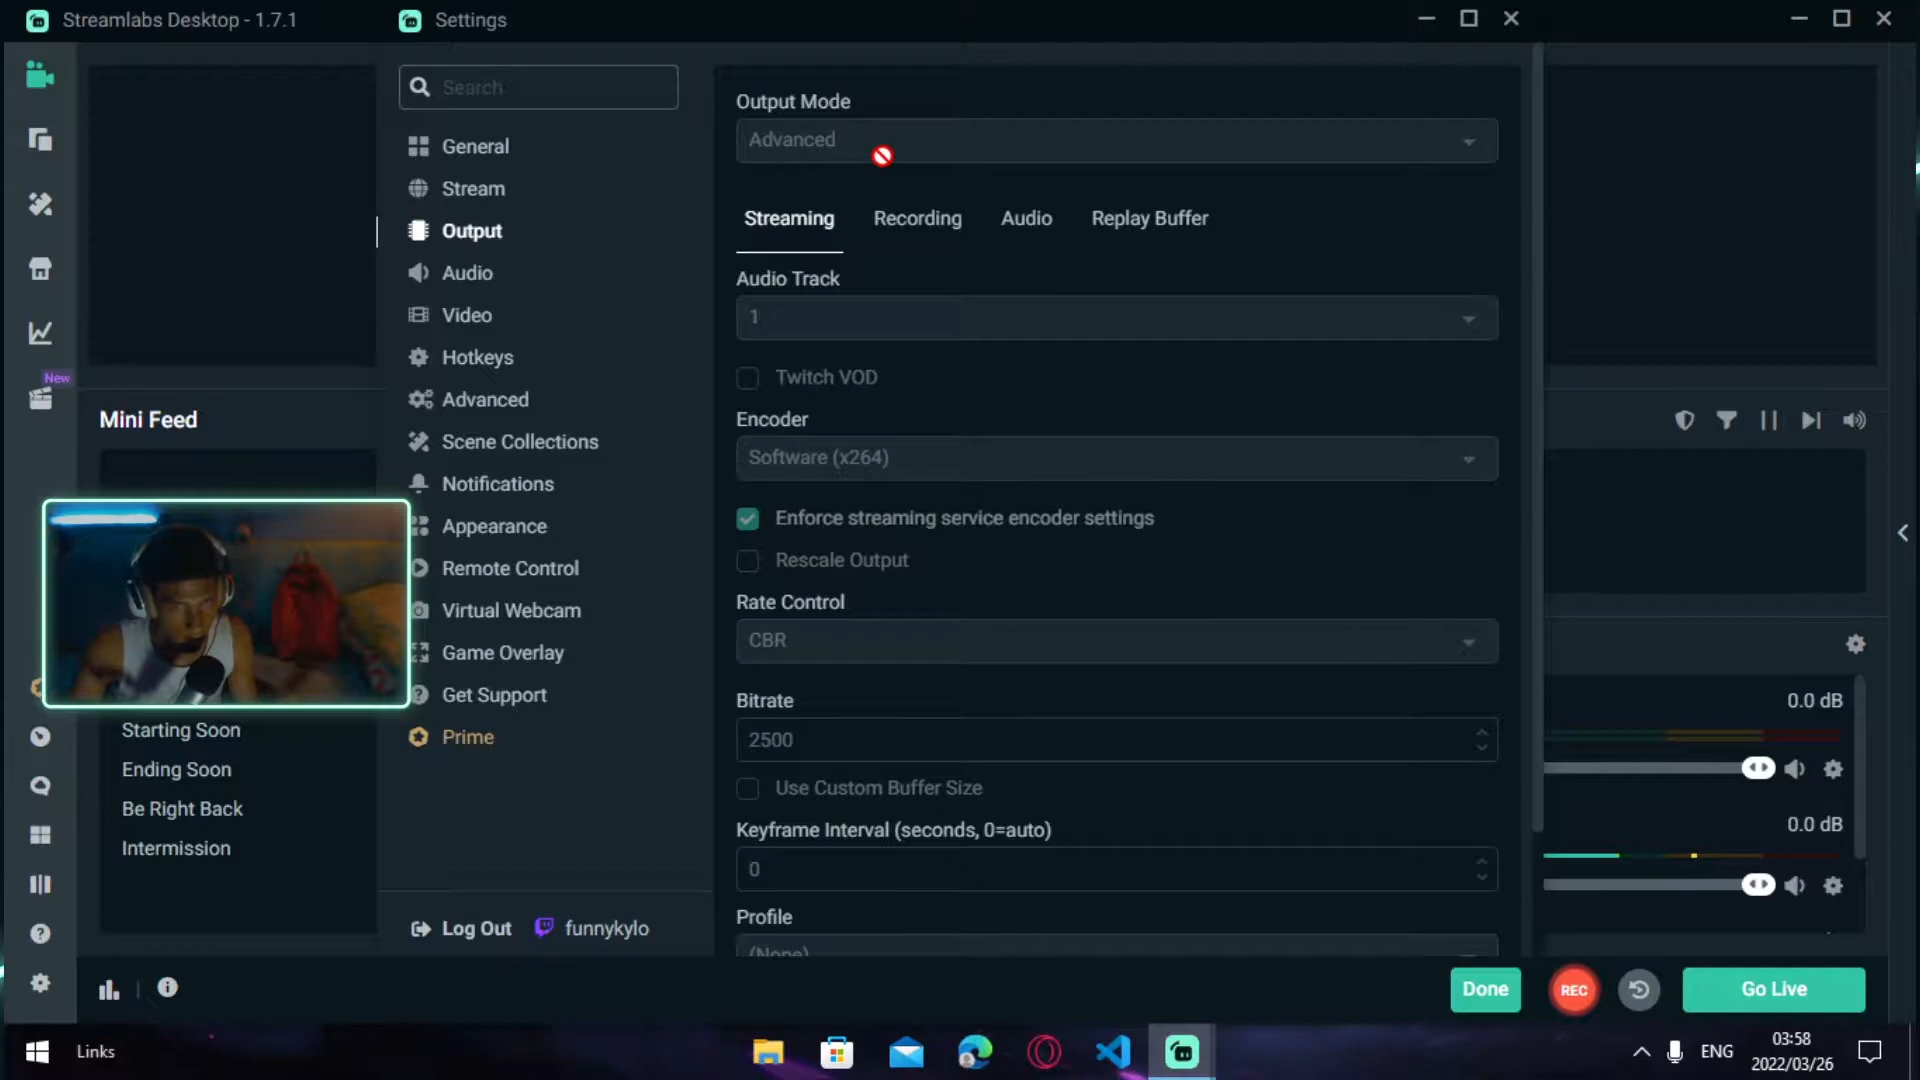 Streamlabs Desktop - 1.7.1
Settings
Search
General
Stream
Output
Audio
Video
Hotkeys
Advanced
Scene Collections
Notifications
Appearance
Remote Control
Virtual Webcam
Game Overlay
Get Support
Prime
Log Out
funnykylo
Output Mode
Advanced
Streaming
Recording
Audio
Replay Buffer
Audio Track
1
Twitch VOD
Encoder
Software (x264)
Enforce streaming service encoder settings
Rescale Output
Rate Control
CBR
Bitrate
2500
Use Custom Buffer Size
Keyframe Interval (seconds, 0=auto)
0
Profile
(None)
New
Mini Feed
Starting Soon
Ending Soon
Be Right Back
Intermission
0.0 dB
0.0 dB
Done
REC
Go Live
Links
ENG
03:58
2022/03/26